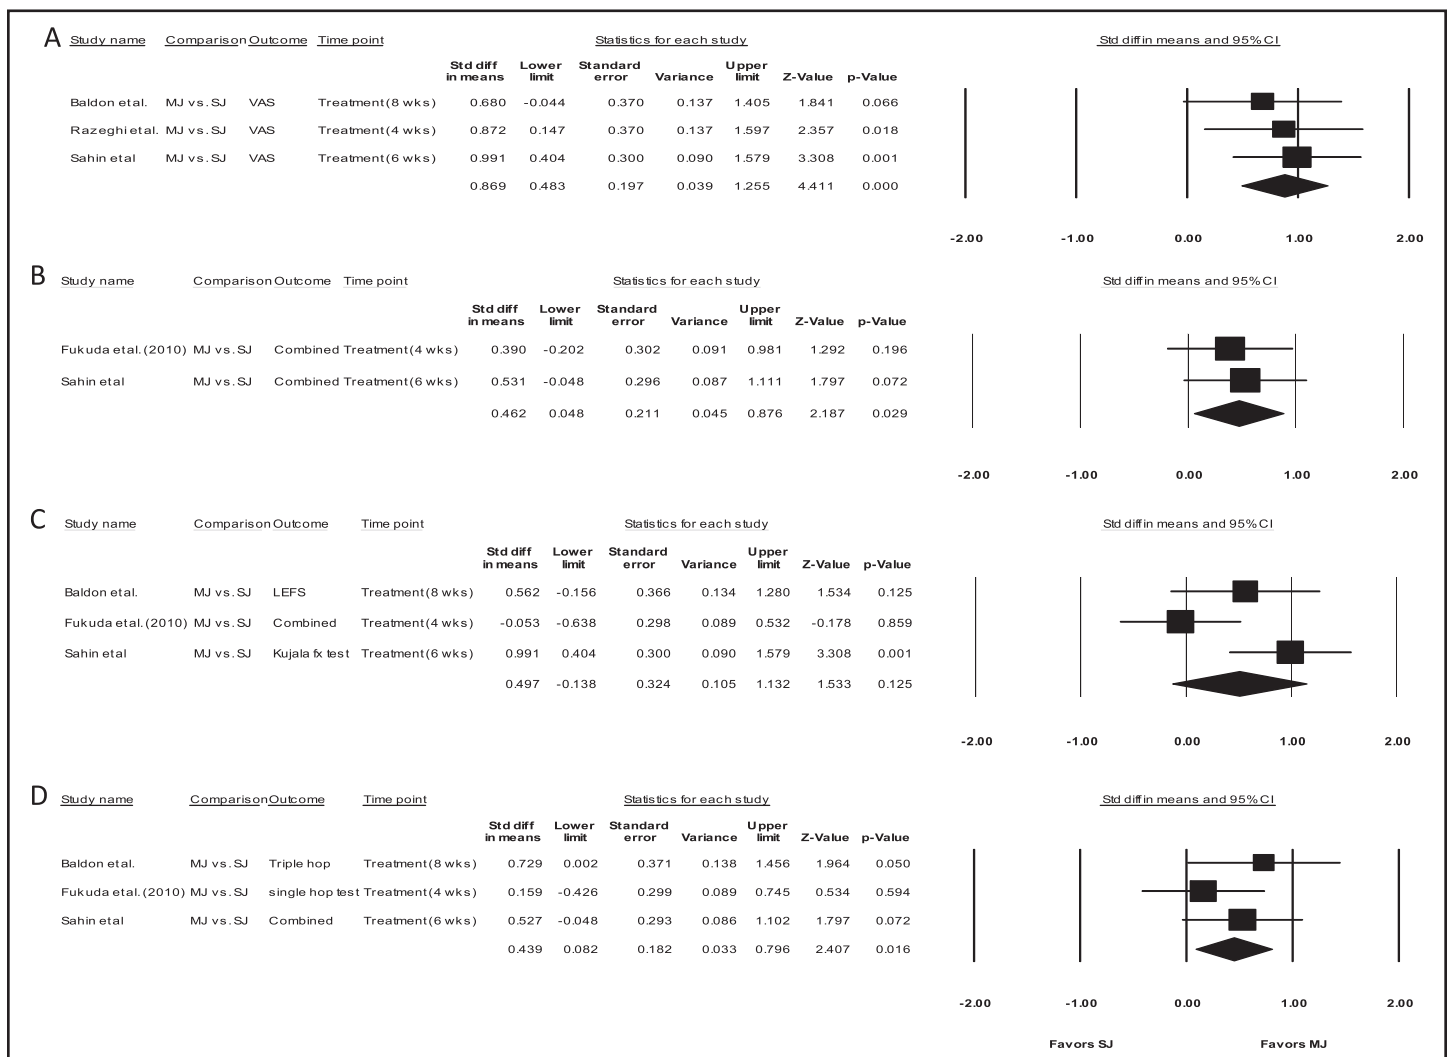 A Study name Comparison Outcome Time point Statistics for each study Std diff in means and 95% CI
Std diff in means Lower limit Standard error Variance Upper limit Z-Value p-Value
Baldon et al. MJ vs. SJ VAS Treatment (8 wks) 0.680 -0.044 0.370 0.137 1.405 1.841 0.066
Razeghi et al. MJ vs. SJ VAS Treatment (4 wks) 0.872 0.147 0.370 0.137 1.597 2.357 0.018
Sahin et al MJ vs. SJ VAS Treatment (6 wks) 0.991 0.404 0.300 0.090 1.579 3.308 0.001
0.869 0.483 0.197 0.039 1.255 4.411 0.000
-2.00 -1.00 0.00 1.00 2.00
B Study name Comparison Outcome Time point Statistics for each study Std diff in means and 95% CI
Std diff in means Lower limit Standard error Variance Upper limit Z-Value p-Value
Fukuda et al. (2010) MJ vs. SJ Combined Treatment (4 wks) 0.390 -0.202 0.302 0.091 0.981 1.292 0.196
Sahin et al MJ vs. SJ Combined Treatment (6 wks) 0.531 -0.048 0.296 0.087 1.111 1.797 0.072
0.462 0.048 0.211 0.045 0.876 2.187 0.029
-2.00 -1.00 0.00 1.00 2.00
C Study name Comparison Outcome Time point Statistics for each study Std diff in means and 95% CI
Std diff in means Lower limit Standard error Variance Upper limit Z-Value p-Value
Baldon et al. MJ vs. SJ LEFS Treatment (8 wks) 0.562 -0.156 0.366 0.134 1.280 1.534 0.125
Fukuda et al. (2010) MJ vs. SJ Combined Treatment (4 wks) -0.053 -0.638 0.298 0.089 0.532 -0.178 0.859
Sahin et al MJ vs. SJ Kujala fx test Treatment (6 wks) 0.991 0.404 0.300 0.090 1.579 3.308 0.001
0.497 -0.138 0.324 0.105 1.132 1.533 0.125
-2.00 -1.00 0.00 1.00 2.00
D Study name Comparison Outcome Time point Statistics for each study Std diff in means and 95% CI
Std diff in means Lower limit Standard error Variance Upper limit Z-Value p-Value
Baldon et al. MJ vs. SJ Triple hop Treatment (8 wks) 0.729 0.002 0.371 0.138 1.456 1.964 0.050
Fukuda et al. (2010) MJ vs. SJ single hop test Treatment (4 wks) 0.159 -0.426 0.299 0.089 0.745 0.534 0.594
Sahin et al MJ vs. SJ Combined Treatment (6 wks) 0.527 -0.048 0.293 0.086 1.102 1.797 0.072
0.439 0.082 0.182 0.033 0.796 2.407 0.016
-2.00 -1.00 0.00 1.00 2.00
Favors SJ Favors MJ